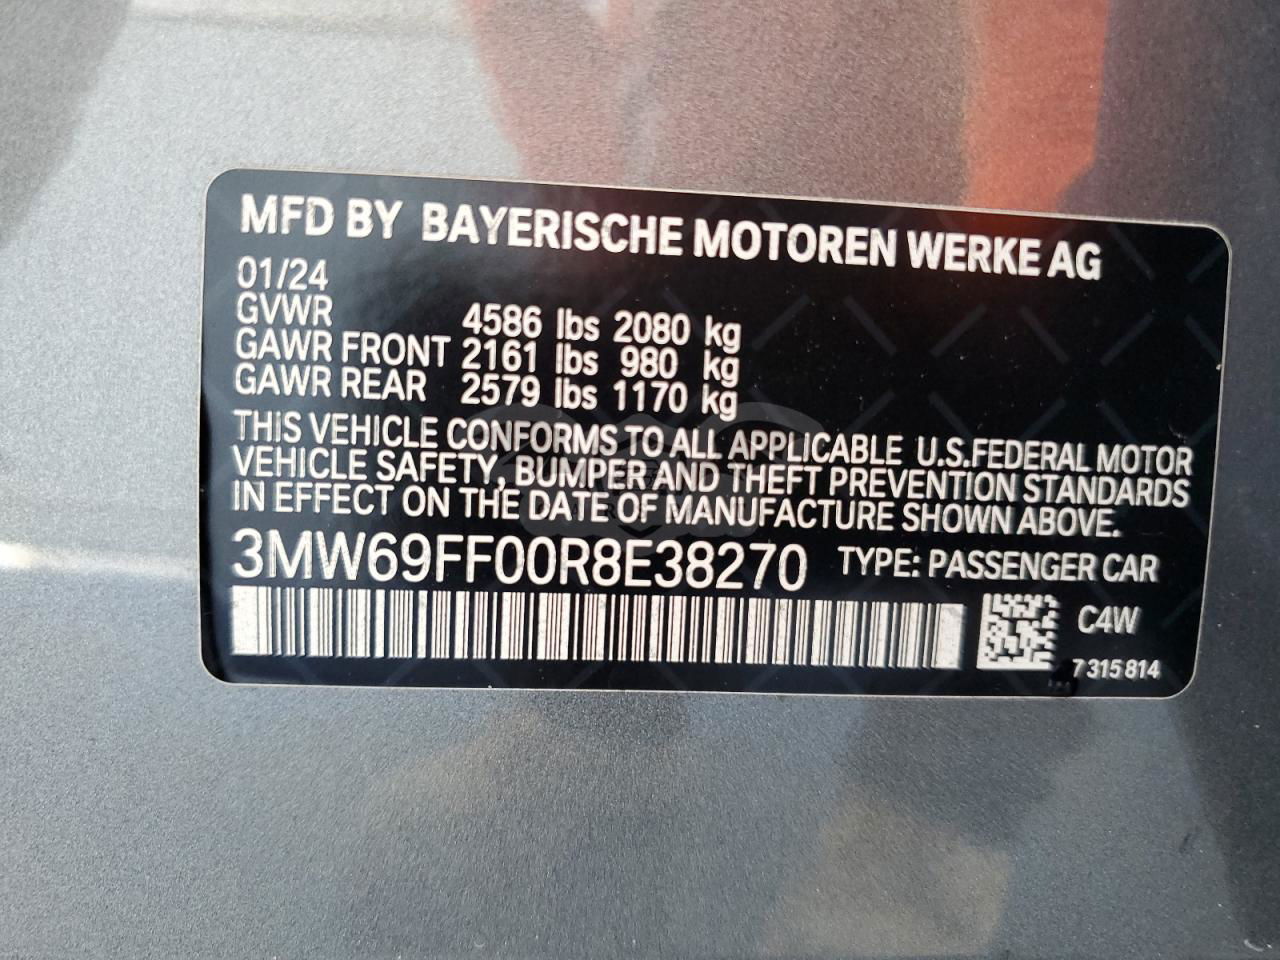 MFD BY BAYERISCHE MOTOREN WERKE AG
01/24
GVWR 4586 lbs 2080 kg
GAWR FRONT 2161 lbs 980 kg
GAWR REAR 2579 lbs 1170 kg
THIS VEHICLE CONFORMS TO ALL APPLICABLE U.S.FEDERAL MOTOR
VEHICLE SAFETY, BUMPER AND THEFT PREVENTION STANDARDS
IN EFFECT ON THE DATE OF MANUFACTURE SHOWN ABOVE.
3MW69FF00R8E38270 TYPE: PASSENGER CAR
C4W
7 315 814